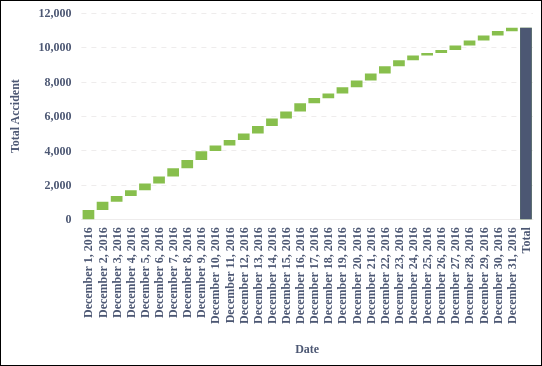 12,000
10,000
8,000
6,000
4,000
2,000
0
Total Accident
December 1, 2016
December 2, 2016
December 3, 2016
December 4, 2016
December 5, 2016
December 6, 2016
December 7, 2016
December 8, 2016
December 9, 2016
December 10, 2016
December 11, 2016
December 12, 2016
December 13, 2016
December 14, 2016
December 15, 2016
December 16, 2016
December 17, 2016
December 18, 2016
December 19, 2016
December 20, 2016
December 21, 2016
December 22, 2016
December 23, 2016
December 24, 2016
December 25, 2016
December 26, 2016
December 27, 2016
December 28, 2016
December 29, 2016
December 30, 2016
December 31, 2016
Total
Date